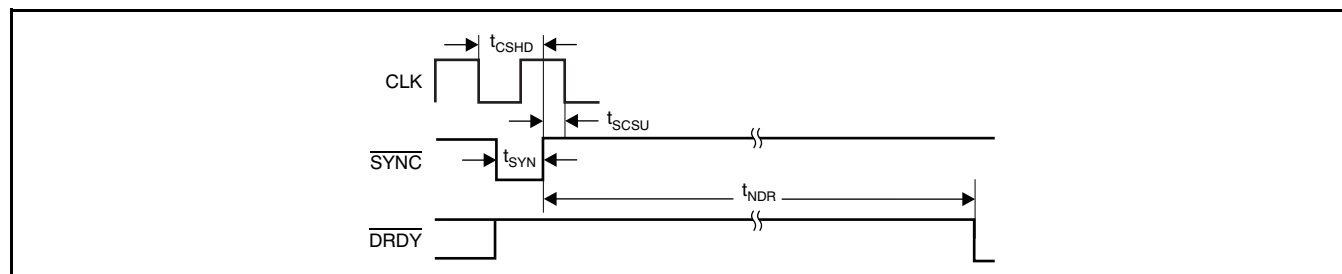 tCSHD
CLK
tSCSU
SYNC
tSYN
tNDR
DRDY